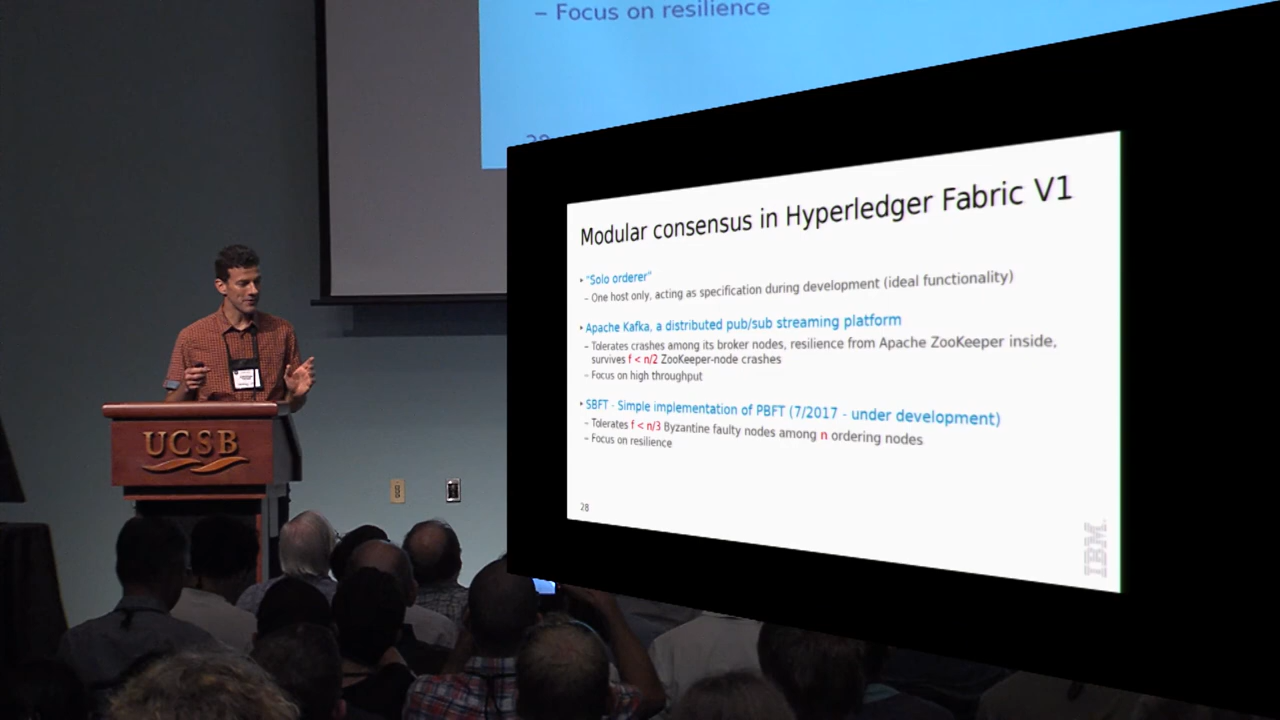 – Focus on resilience
28
Modular consensus in Hyperledger Fabric V1
‣ "Solo orderer"
– One host only, acting as specification during development (ideal functionality)
‣ Apache Kafka, a distributed pub/sub streaming platform
– Tolerates crashes among its broker nodes, resilience from Apache ZooKeeper inside,
survives f < n/2 ZooKeeper-node crashes
– Focus on high throughput
‣ SBFT - Simple implementation of PBFT (7/2017 - under development)
– Tolerates f < n/3 Byzantine faulty nodes among n ordering nodes
– Focus on resilience
28
IBM
UCSB